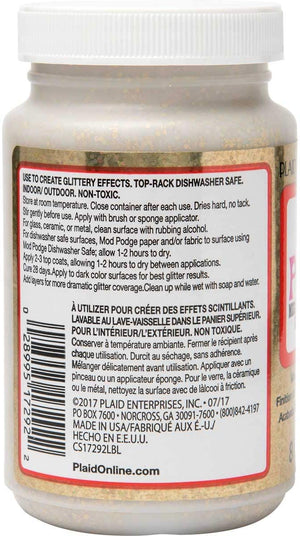 USE TO CREATE GLITTERY EFFECTS. TOP-RACK DISHWASHER SAFE.
INDOOR/ OUTDOOR. NON-TOXIC.
Store at room temperature. Close container after each use. Dries hard, no tack.
Stir gently before use. Apply with brush or sponge applicator.
For glass, ceramic, or metal, clean surface with rubbing alcohol.
For dishwasher safe surfaces, Mod Podge paper and/or fabric to surface using
Mod Podge Dishwasher Safe; allow 1-2 hours to dry.
Apply 2-3 top coats, allowing 1-2 hours to dry between applications.
Cure 28 days. Apply to dark color surfaces for best glitter results.
Add layers for more dramatic glitter coverage. Clean up while wet with soap and water.
À UTILIZER POUR CRÉER DES EFFETS SCINTILLANTS.
LAVABLE AU LAVE-VAISSELLE DANS LE PANIER SUPÉRIEUR.
POUR L'INTÉRIEUR/L'EXTÉRIEUR. NON TOXIQUE.
Conserver à température ambiante. Fermer le récipient après
chaque utilisation. Durcit au séchage, sans adhérence.
Mélanger délicatement avant utilisation. Appliquer avec un
pinceau ou un applicateur éponge. Pour le verre, la céramique
ou le métal, nettoyez la surface avec de l'alcool à friction.
©2017 PLAID ENTERPRISES, INC. • 07/17
PO BOX 7600 • NORCROSS, GA 30091-7600 • (800)842-4197
MADE IN USA/FABRIQUÉ AUX É.-U./
HECHO EN E.E.U.U.
CS17292LBL
PlaidOnline.com
0 28995 17292 2
PLAI